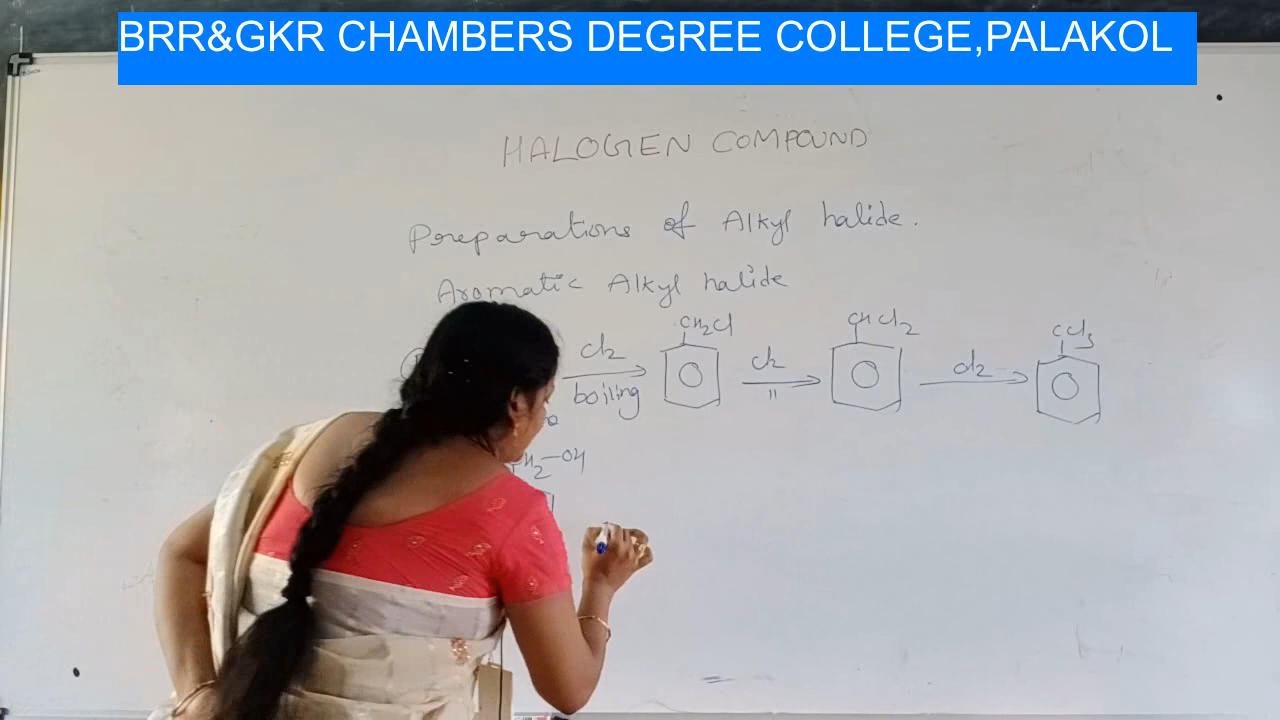 BRR&GKR CHAMBERS DEGREE COLLEGE,PALAKOL
HALOGEN COMPOUND
Preparations of Alkyl halide.
Aromatic Alkyl halide
CH2Cl CHCl2 CCl3
Cl2 Cl2 Cl2
boiling "
CH2-OH